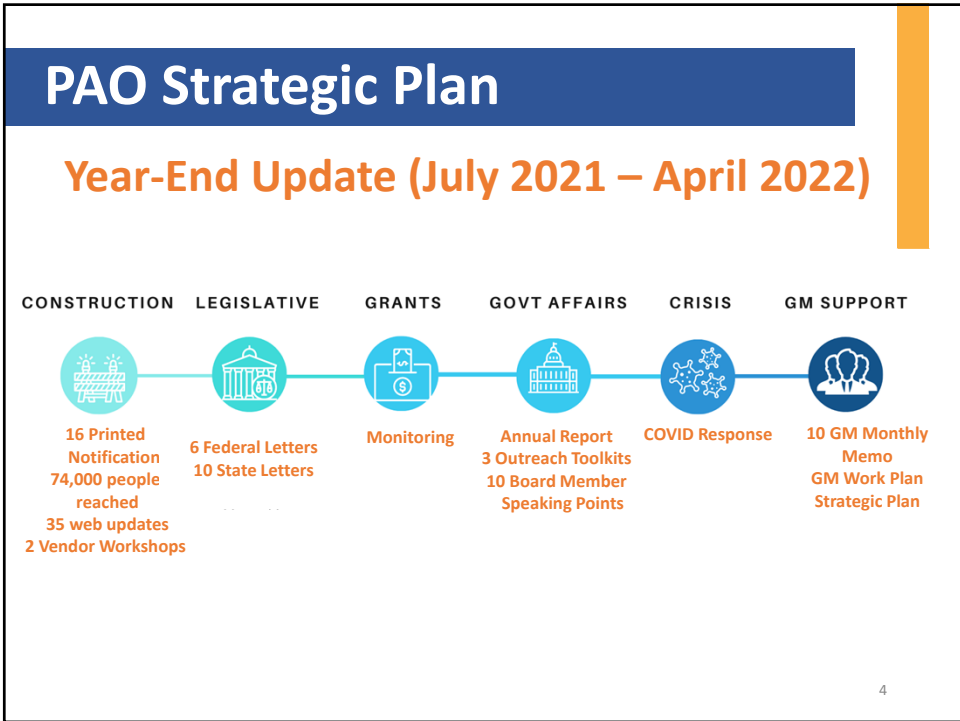 PAO Strategic Plan
Year-End Update (July 2021 – April 2022)
CONSTRUCTION
16 Printed
Notification
74,000 people
reached
35 web updates
2 Vendor Workshops
LEGISLATIVE
6 Federal Letters
10 State Letters
GRANTS
$
$
Monitoring
GOVT AFFAIRS
Annual Report
3 Outreach Toolkits
10 Board Member
Speaking Points
CRISIS
COVID Response
GM SUPPORT
10 GM Monthly
Memo
GM Work Plan
Strategic Plan
4